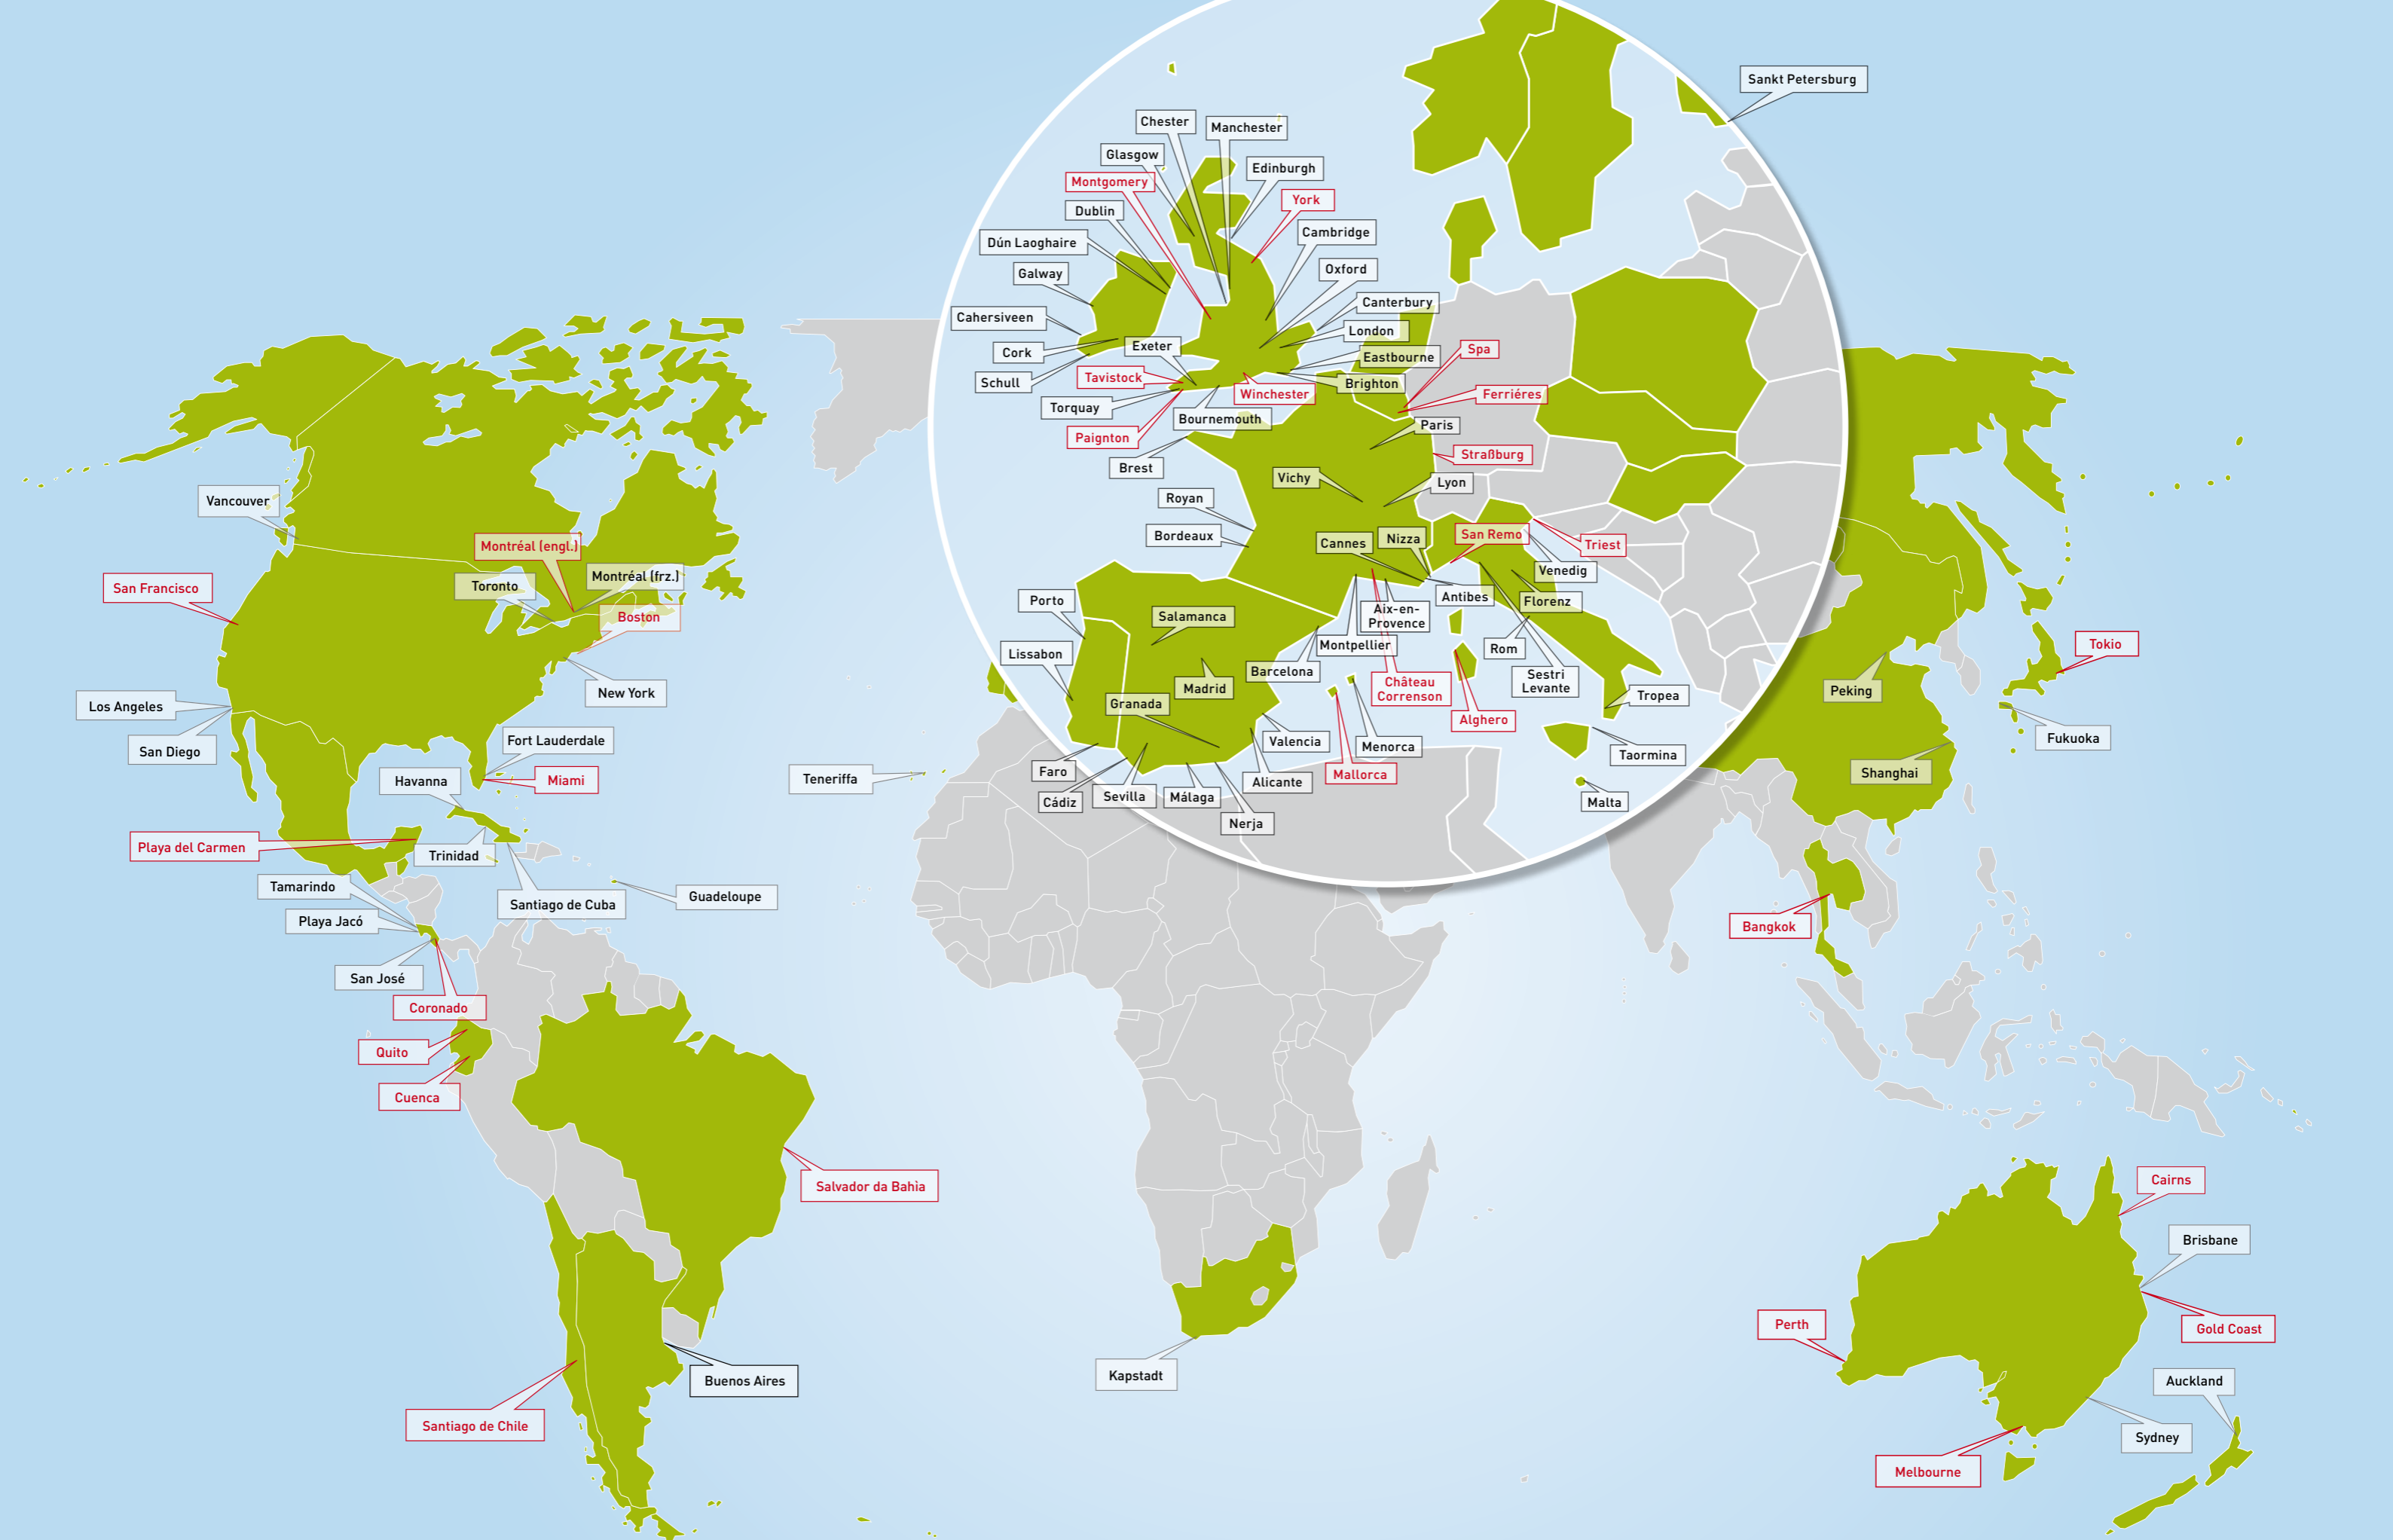 Sankt Petersburg
Chester
Manchester
Glasgow
Edinburgh
Montgomery
York
Dublin
Cambridge
Dún Laoghaire
Galway
Oxford
Canterbury
Cahersiveen
London
Exeter
Cork
Eastbourne
Spa
Tavistock
Schull
Brighton
Winchester
Ferriéres
Torquay
Bournemouth
Paris
Paignton
Straßburg
Brest
Vichy
Lyon
Royan
Bordeaux
Cannes
Nizza
San Remo
Triest
Venedig
Antibes
Florenz
Porto
Salamanca
Aix-en-
Provence
Montpellier
Lissabon
Rom
Barcelona
Sestri
Levante
Madrid
Château
Correnson
Tropea
Granada
Alghero
Valencia
Menorca
Taormina
Faro
Mallorca
Alicante
Cádiz
Sevilla
Málaga
Malta
Nerja
Teneriffa
Vancouver
Montréal (engl.)
Toronto
Montréal (frz.)
San Francisco
Boston
New York
Los Angeles
San Diego
Fort Lauderdale
Havanna
Miami
Playa del Carmen
Trinidad
Tamarindo
Santiago de Cuba
Guadeloupe
Playa Jacó
San José
Coronado
Quito
Cuenca
Salvador da Bahia
Buenos Aires
Santiago de Chile
Kapstadt
Tokio
Peking
Fukuoka
Shanghai
Bangkok
Cairns
Brisbane
Perth
Gold Coast
Auckland
Sydney
Melbourne